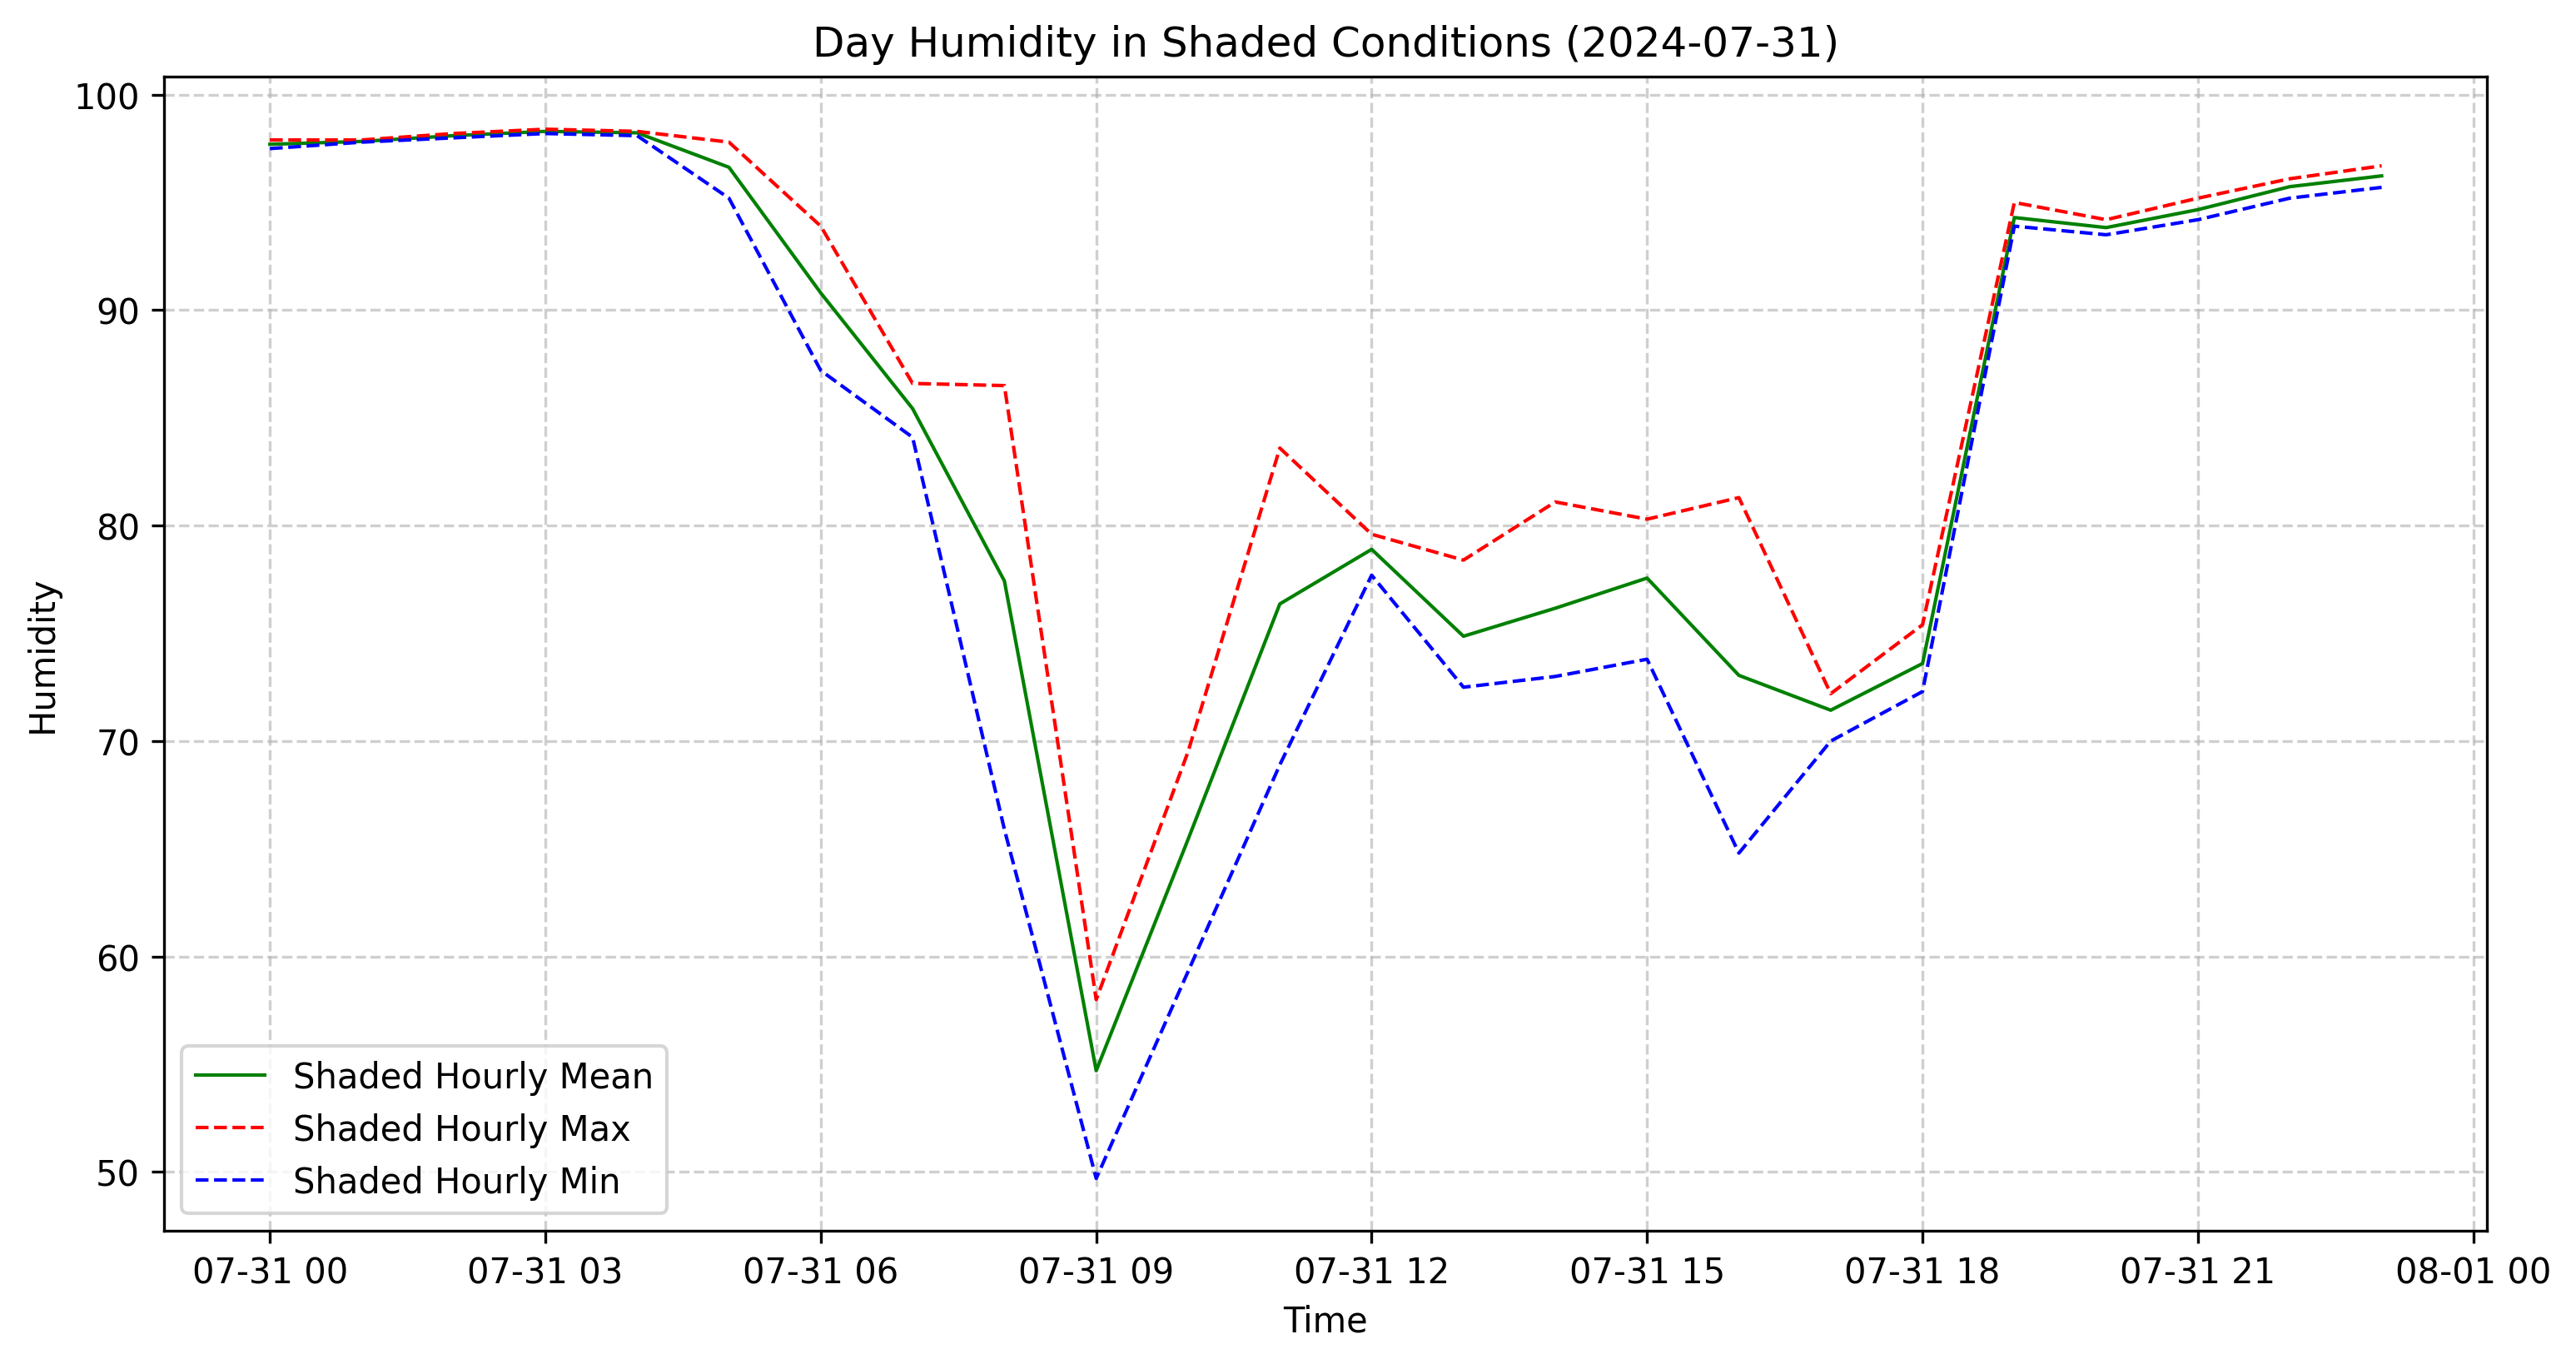 Day Humidity in Shaded Conditions (2024-07-31)
100
90
80
70
60
50
Humidity
Shaded Hourly Mean
Shaded Hourly Max
Shaded Hourly Min
07-31 00 07-31 03 07-31 06 07-31 09 07-31 12 07-31 15 07-31 18 07-31 21 08-01 00
Time